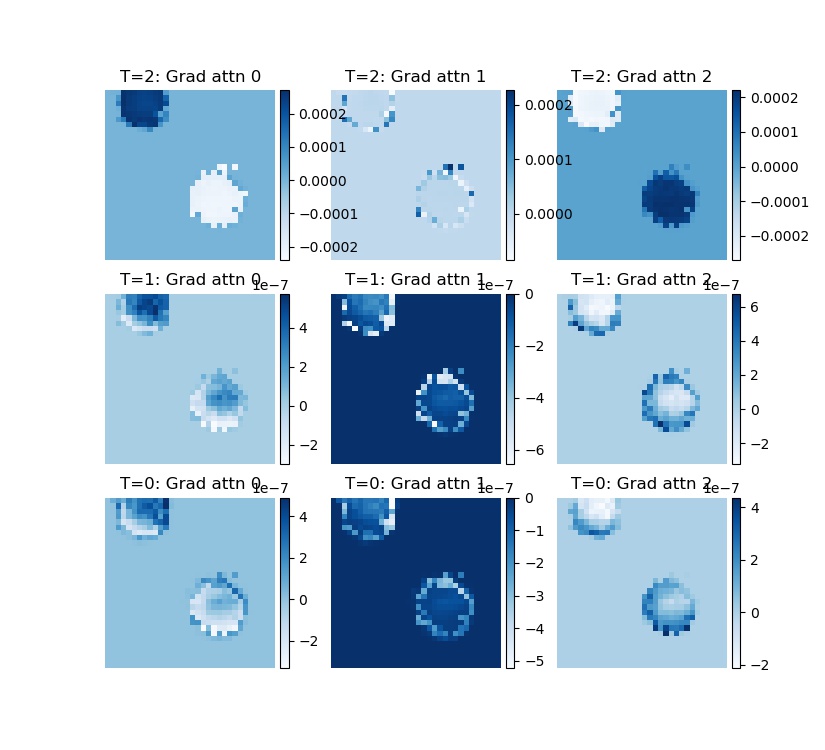 T=2: Grad attn 0
T=2: Grad attn 1
T=2: Grad attn 2
0.0002
0.0001
0.0000
−0.0001
−0.0002
0.0002
0.0001
0.0000
0.0002
0.0001
0.0000
−0.0001
−0.0002
T=1: Grad attn 0
1e−7
T=1: Grad attn 1
1e−7
T=1: Grad attn 2
1e−7
4
2
0
−2
0
−2
−4
−6
6
4
2
0
−2
T=0: Grad attn 0
1e−7
T=0: Grad attn 1
1e−7
T=0: Grad attn 2
1e−7
4
2
0
−2
0
−1
−2
−3
−4
−5
4
2
0
−2